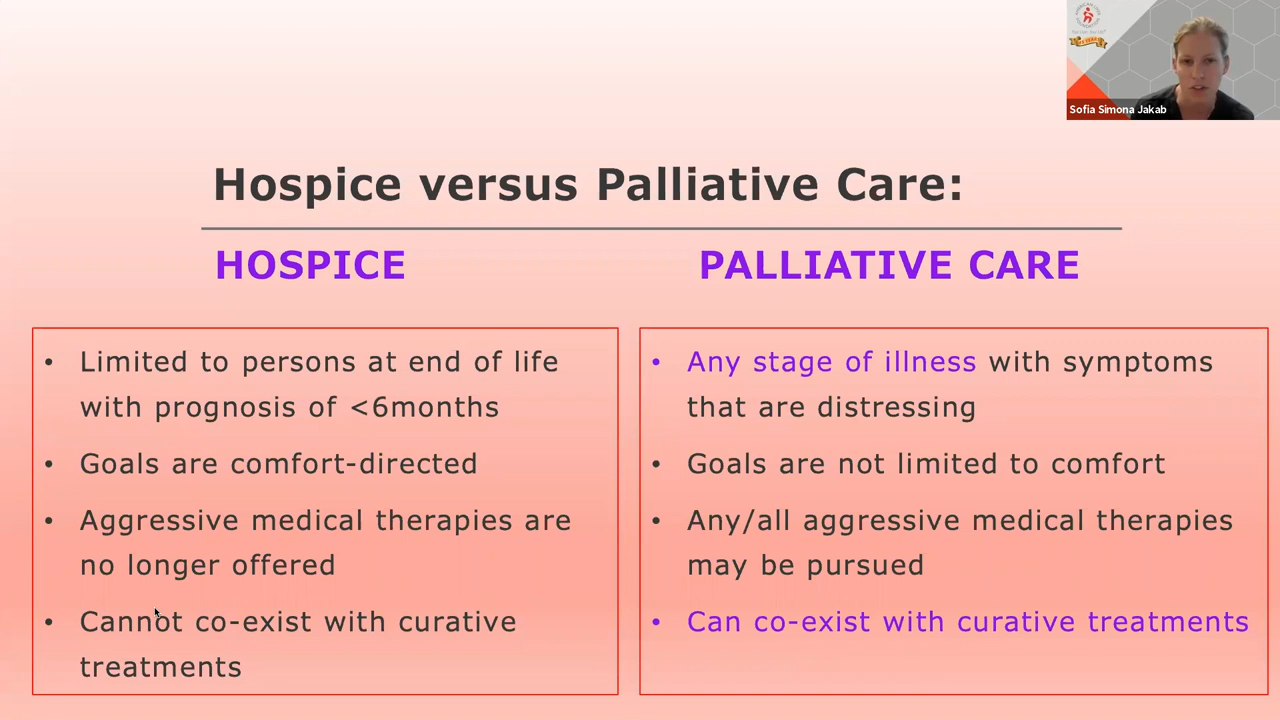 Sofia Simona Jakab
Hospice versus Palliative Care:
HOSPICE
• Limited to persons at end of life
with prognosis of <6months
• Goals are comfort-directed
• Aggressive medical therapies are
no longer offered
• Cannot co-exist with curative
treatments
PALLIATIVE CARE
• Any stage of illness with symptoms
that are distressing
• Goals are not limited to comfort
• Any/all aggressive medical therapies
may be pursued
• Can co-exist with curative treatments